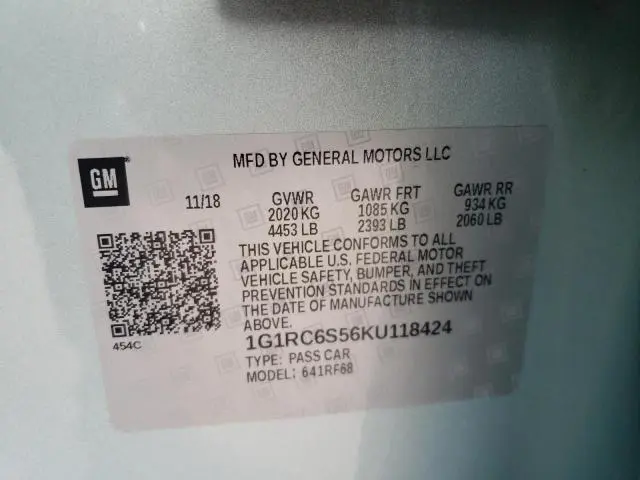 GM
MFD BY GENERAL MOTORS LLC
11/18 GVWR GAWR FRT GAWR RR
2020 KG 1085 KG 934 KG
4453 LB 2393 LB 2060 LB
THIS VEHICLE CONFORMS TO ALL
APPLICABLE U.S. FEDERAL MOTOR
VEHICLE SAFETY, BUMPER, AND THEFT
PREVENTION STANDARDS IN EFFECT ON
THE DATE OF MANUFACTURE SHOWN
ABOVE.
454C
1G1RC6S56KU118424
TYPE: PASS CAR
MODEL: 641RF68